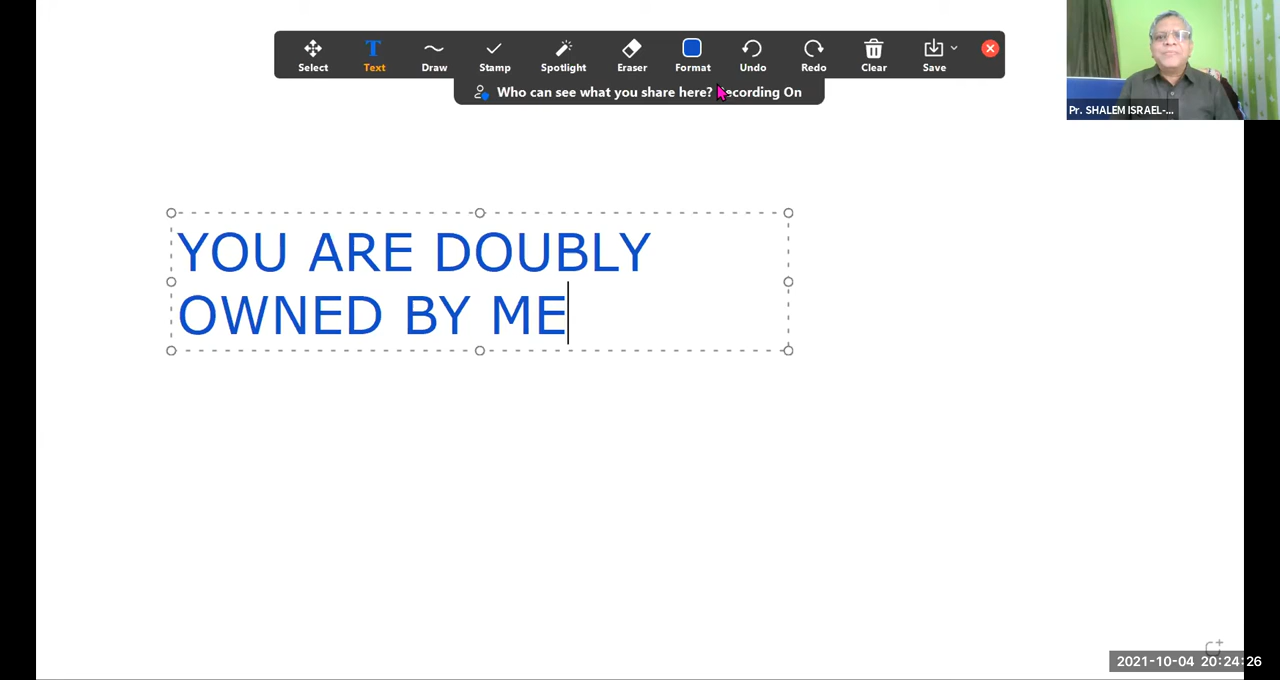 Select Text Draw Stamp Spotlight Eraser Format Undo Redo Clear Save
Who can see what you share here? Recording On
Pr. SHALEM ISRAEL-...
YOU ARE DOUBLY
OWNED BY ME
2021-10-04 20:24:26